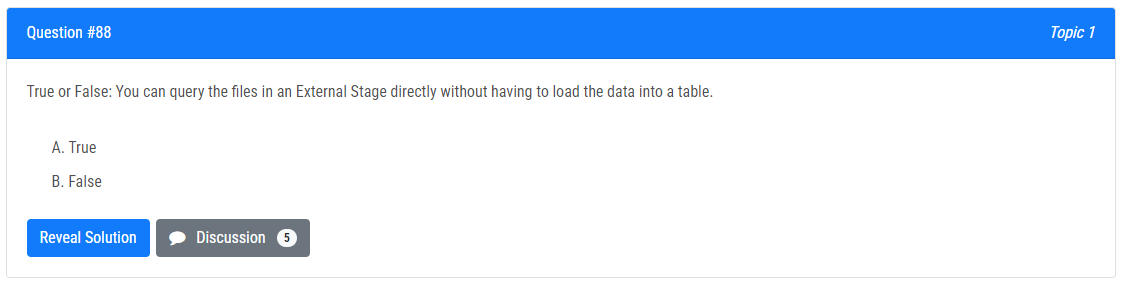 Question #88
Topic 1
True or False: You can query the files in an External Stage directly without having to load the data into a table.
A. True
B. False
Reveal Solution
Discussion 5